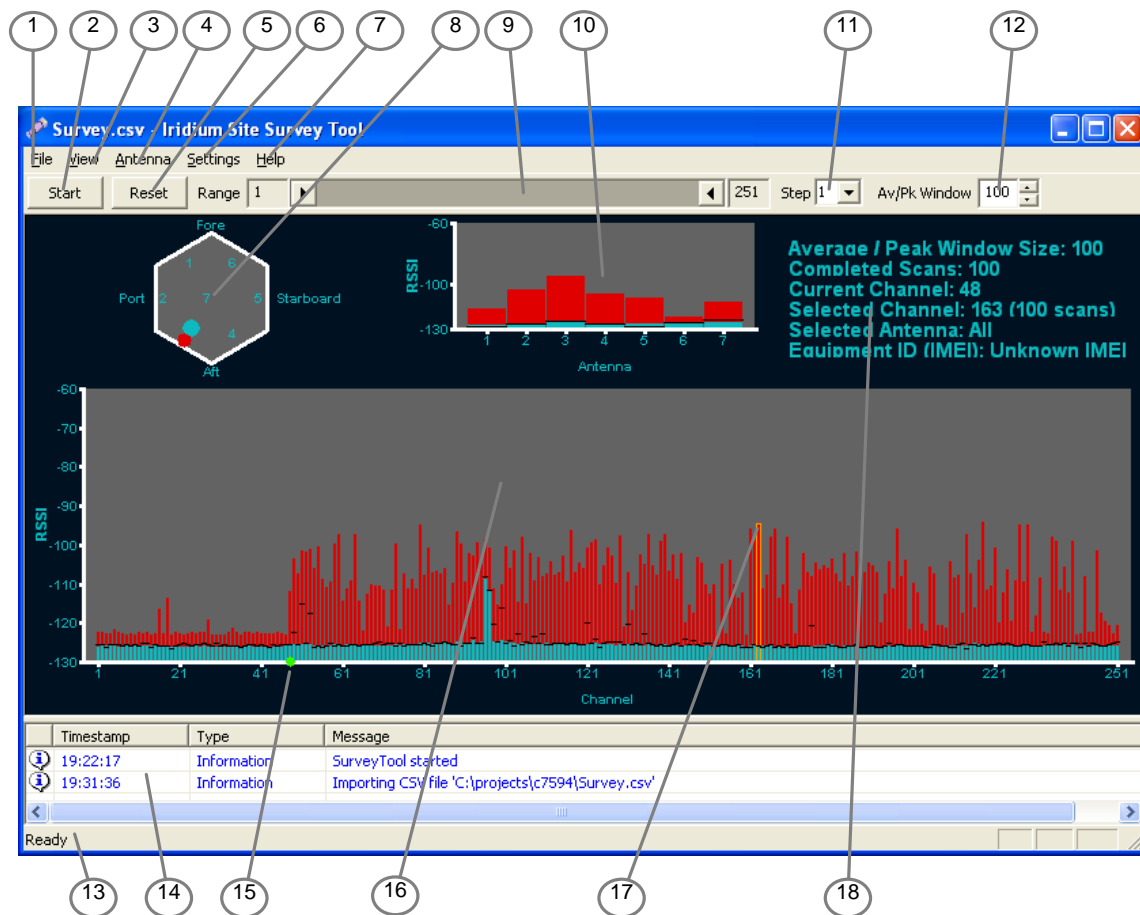 1 2 3 4 5 6 7 8 9 10 11 12
Survey.csv - Iridium Site Survey Tool
File View Antenna Settings Help
Start Reset Range 1 251 Step 1 Av/Pk Window 100
Fore
1 6
Port 2 7 5 Starboard
4
Aft
-60
-100
-130
RSSI
1 2 3 4 5 6 7
Antenna
Average / Peak Window Size: 100
Completed Scans: 100
Current Channel: 48
Selected Channel: 163 (100 scans)
Selected Antenna: All
Equipment ID (IMEI): Unknown IMEI
-60
-70
-80
-90
-100
-110
-120
-130
RSSI
1 21 41 61 81 101 121 141 161 181 201 221 251
Channel
Timestamp Type Message
19:22:17 Information SurveyTool started
19:31:36 Information Importing CSV file 'C:\projects\c7594\Survey.csv'
Ready
13 14 15 16 17 18